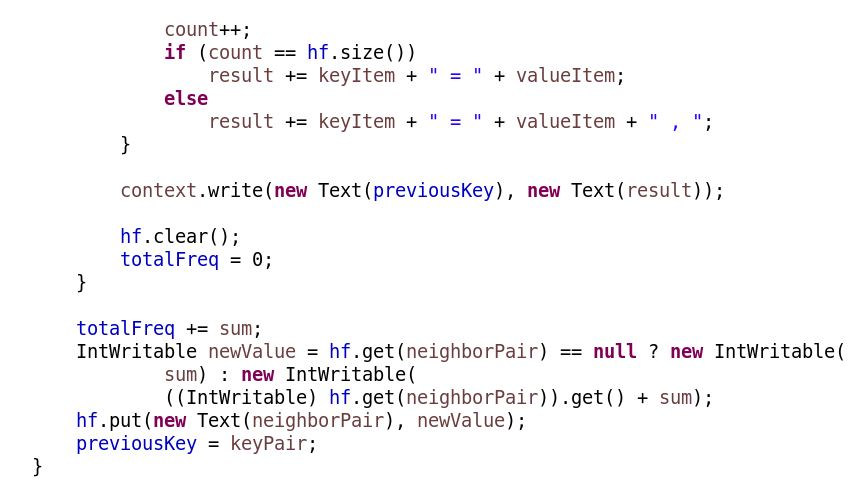 count++;
            if (count == hf.size())
                result += keyItem + " = " + valueItem;
            else
                result += keyItem + " = " + valueItem + " , ";
        }

        context.write(new Text(previousKey), new Text(result));

        hf.clear();
        totalFreq = 0;
    }

    totalFreq += sum;
    IntWritable newValue = hf.get(neighborPair) == null ? new IntWritable(
            sum) : new IntWritable(
            ((IntWritable) hf.get(neighborPair)).get() + sum);
    hf.put(new Text(neighborPair), newValue);
    previousKey = keyPair;
}